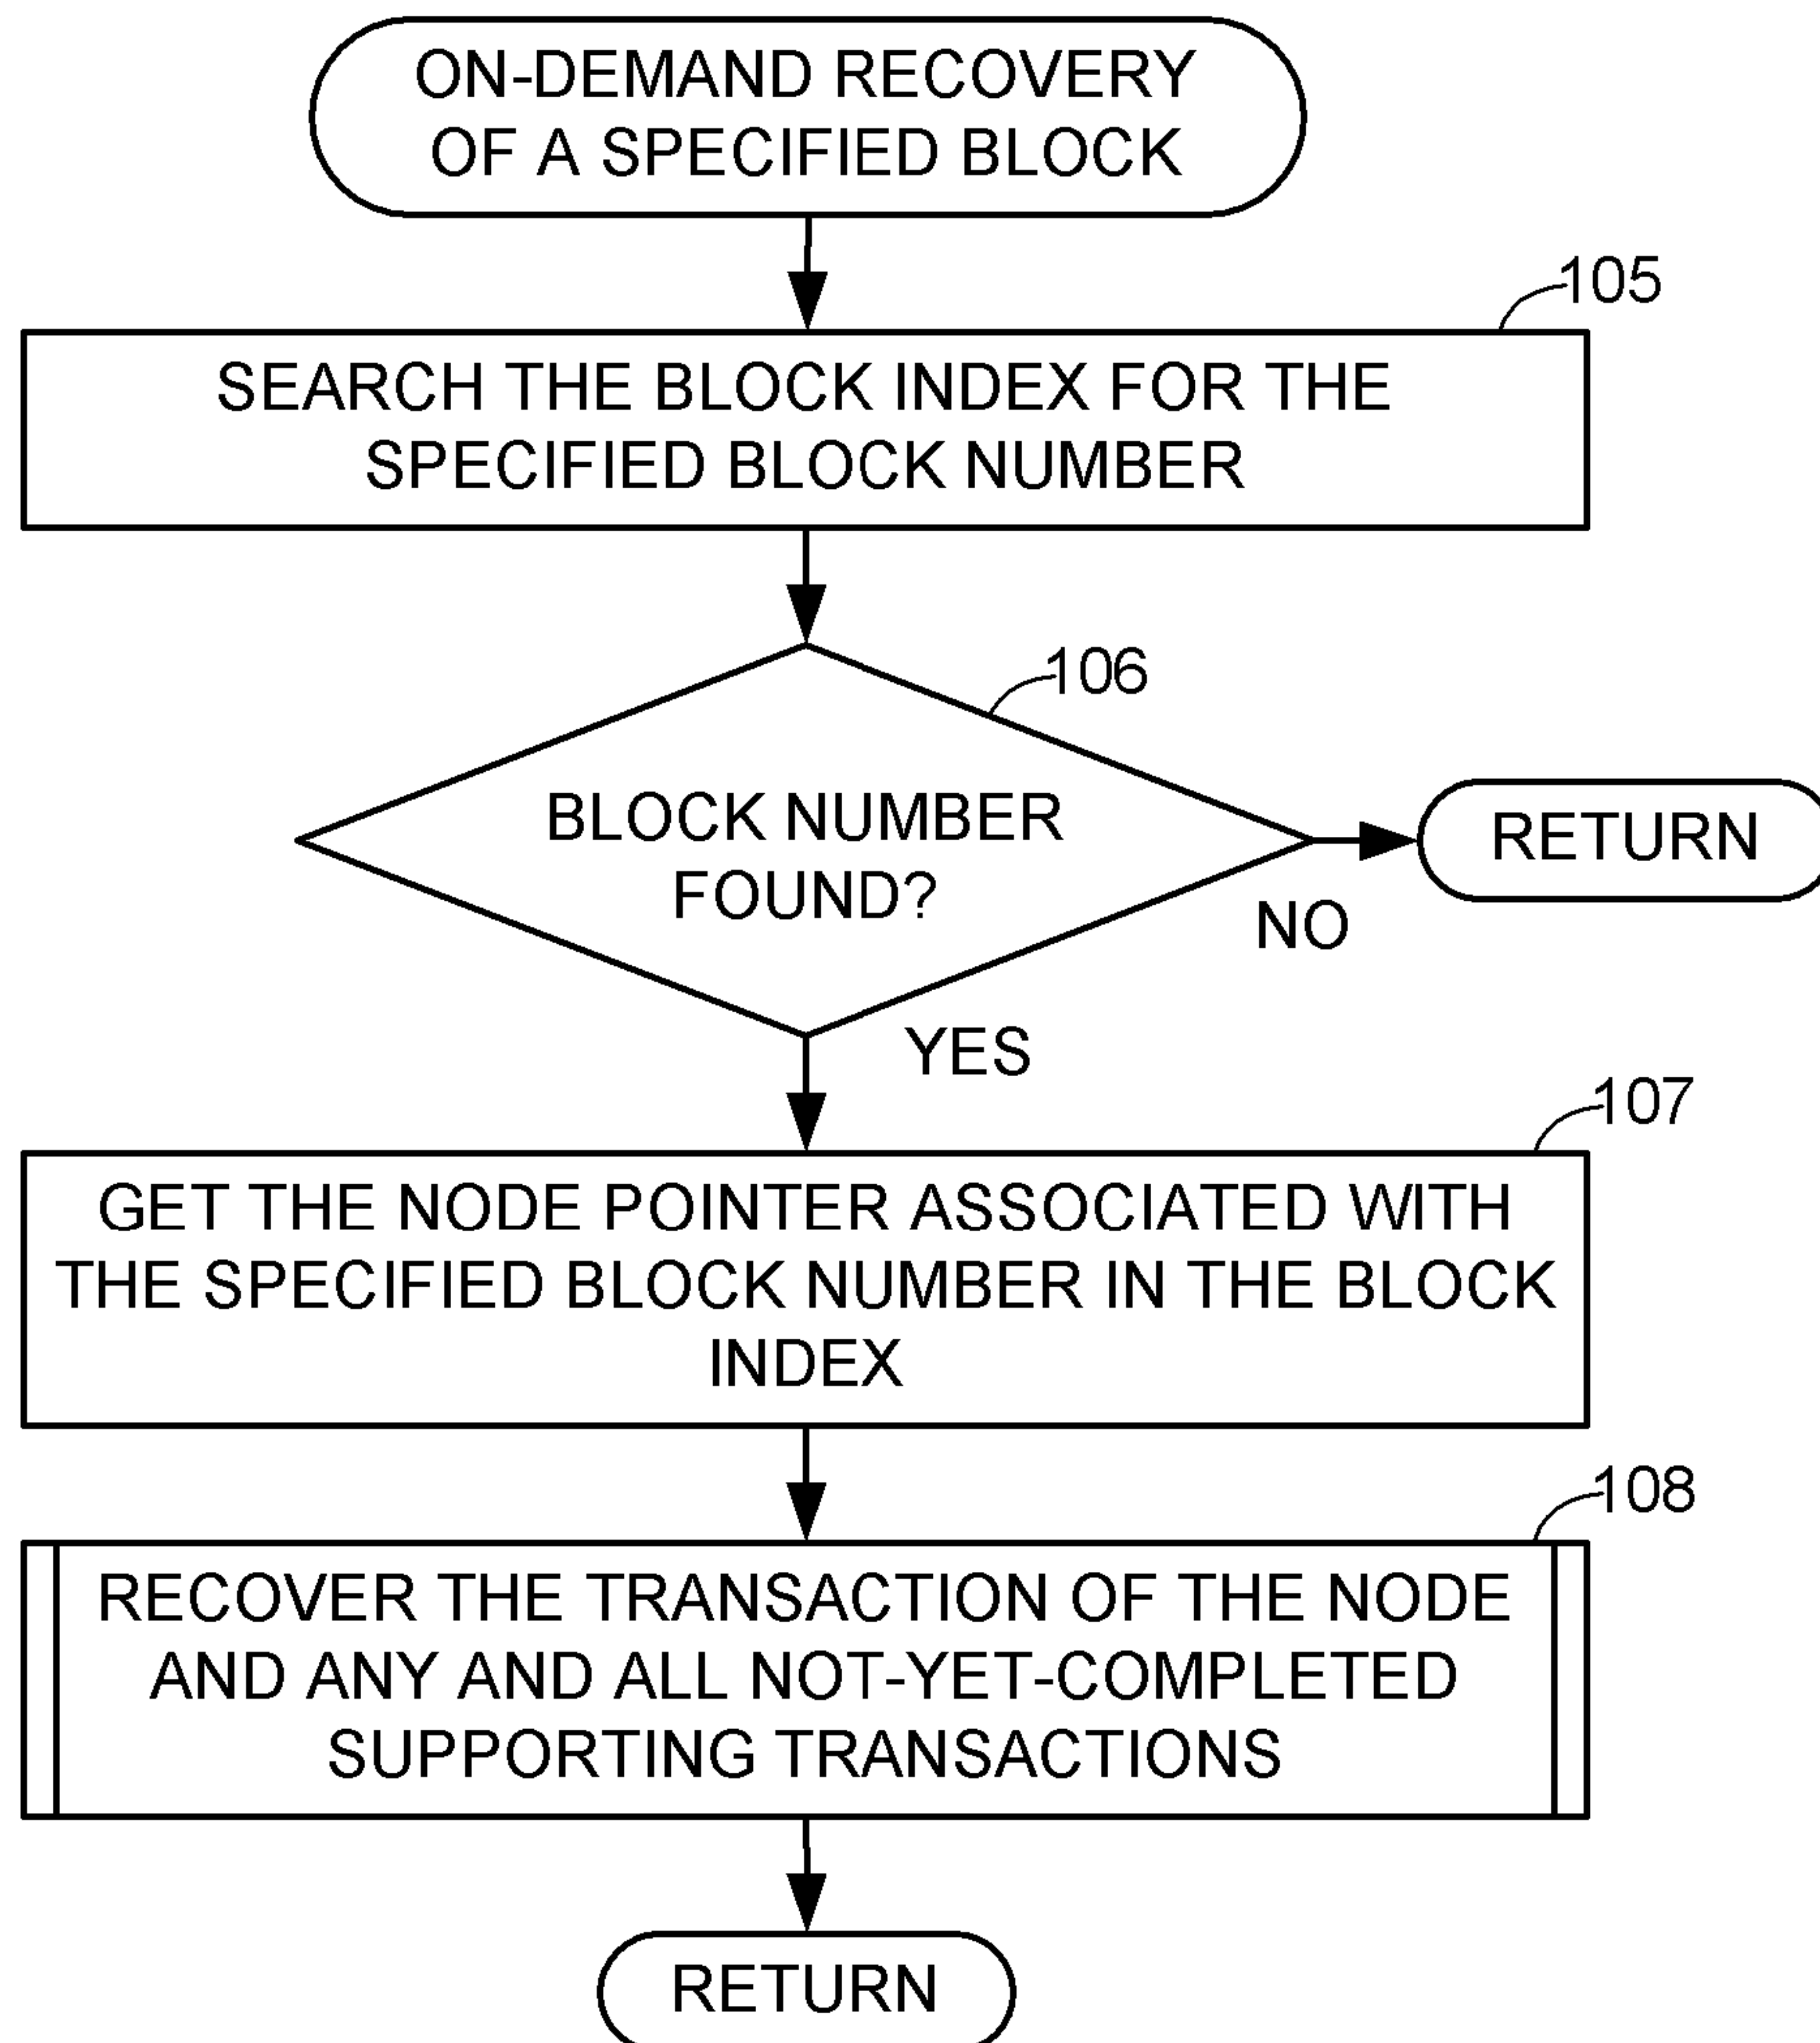 ON-DEMAND RECOVERY
OF A SPECIFIED BLOCK
105
SEARCH THE BLOCK INDEX FOR THE
SPECIFIED BLOCK NUMBER
106
BLOCK NUMBER
FOUND?
RETURN
NO
YES
107
GET THE NODE POINTER ASSOCIATED WITH
THE SPECIFIED BLOCK NUMBER IN THE BLOCK
INDEX
108
RECOVER THE TRANSACTION OF THE NODE
AND ANY AND ALL NOT-YET-COMPLETED
SUPPORTING TRANSACTIONS
RETURN